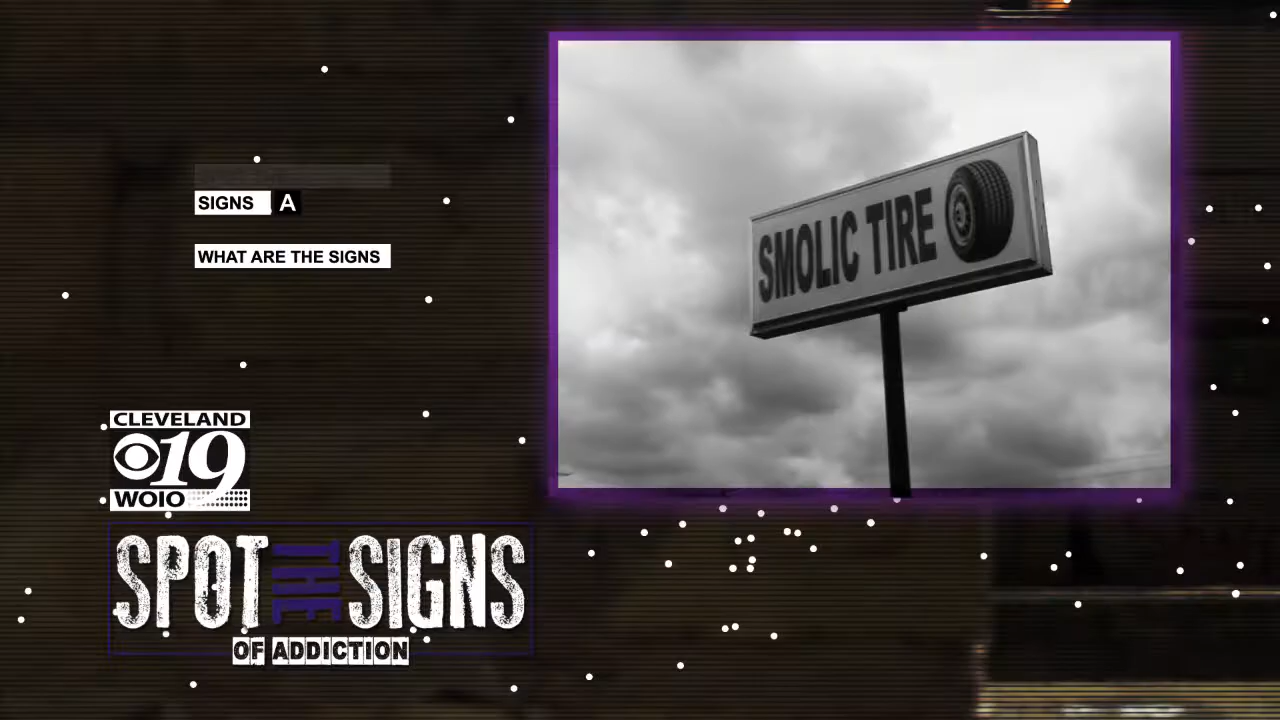 SIGNS A
WHAT ARE THE SIGNS
SMOLIC TIRE
CLEVELAND
19
WOIO
SPOT THE SIGNS
OF ADDICTION